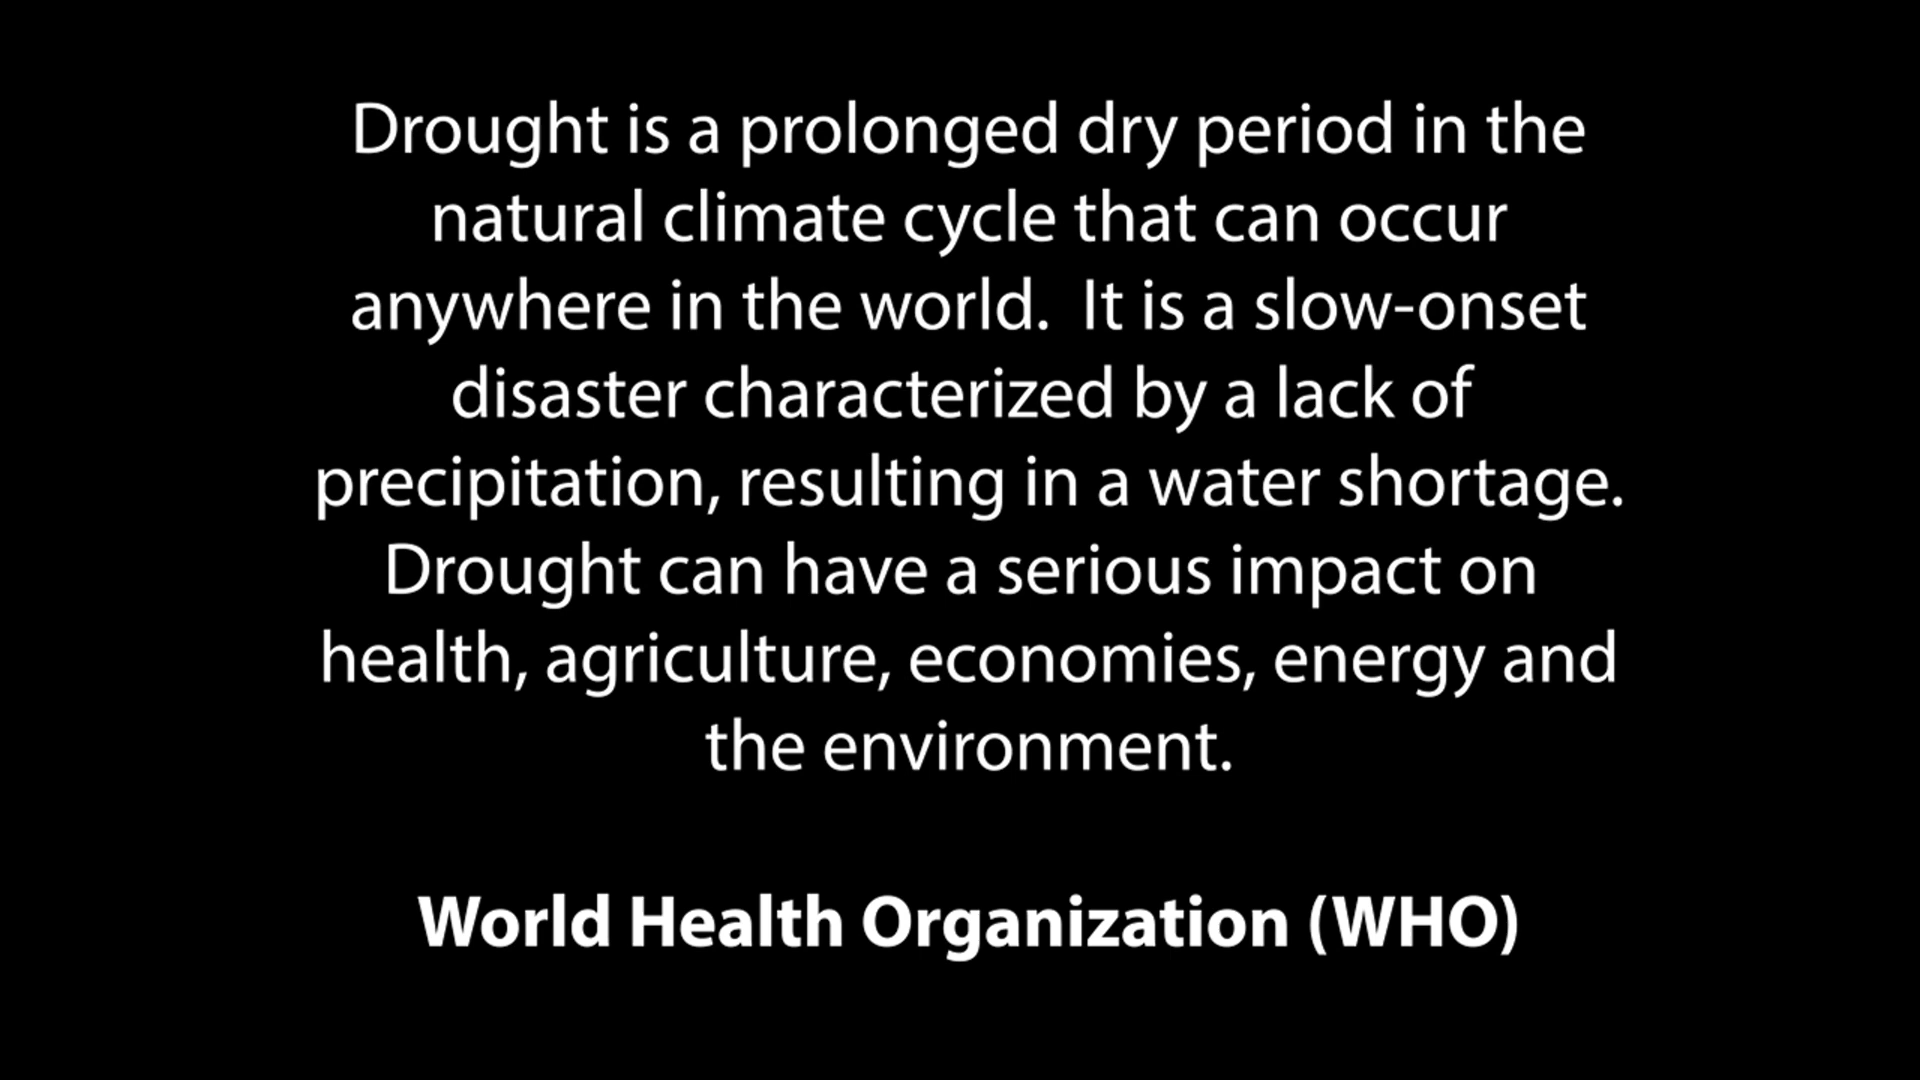 Drought is a prolonged dry period in the
natural climate cycle that can occur
anywhere in the world.  It is a slow-onset
disaster characterized by a lack of
precipitation, resulting in a water shortage.
Drought can have a serious impact on
health, agriculture, economies, energy and
the environment.
World Health Organization (WHO)